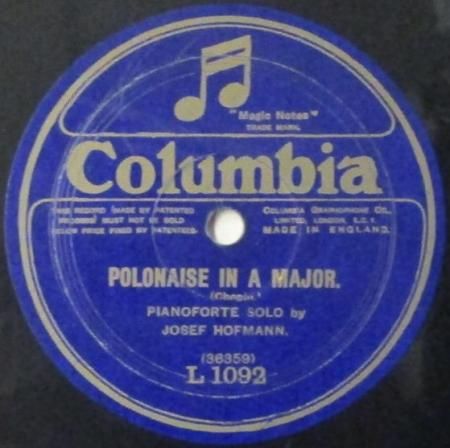 "Magic Notes"
TRADE MARK.
Columbia
THIS RECORD (MADE BY PATENTED
PROCESS) MUST NOT BE SOLD
BELOW PRICE FIXED BY PATENTEES.
COLUMBIA GRAPHOPHONE CO.,
LIMITED, LONDON, E.C.1.
MADE IN ENGLAND.
POLONAISE IN A MAJOR.
(Chopin.)
PIANOFORTE SOLO by
JOSEF HOFMANN.
(36359)
L 1092